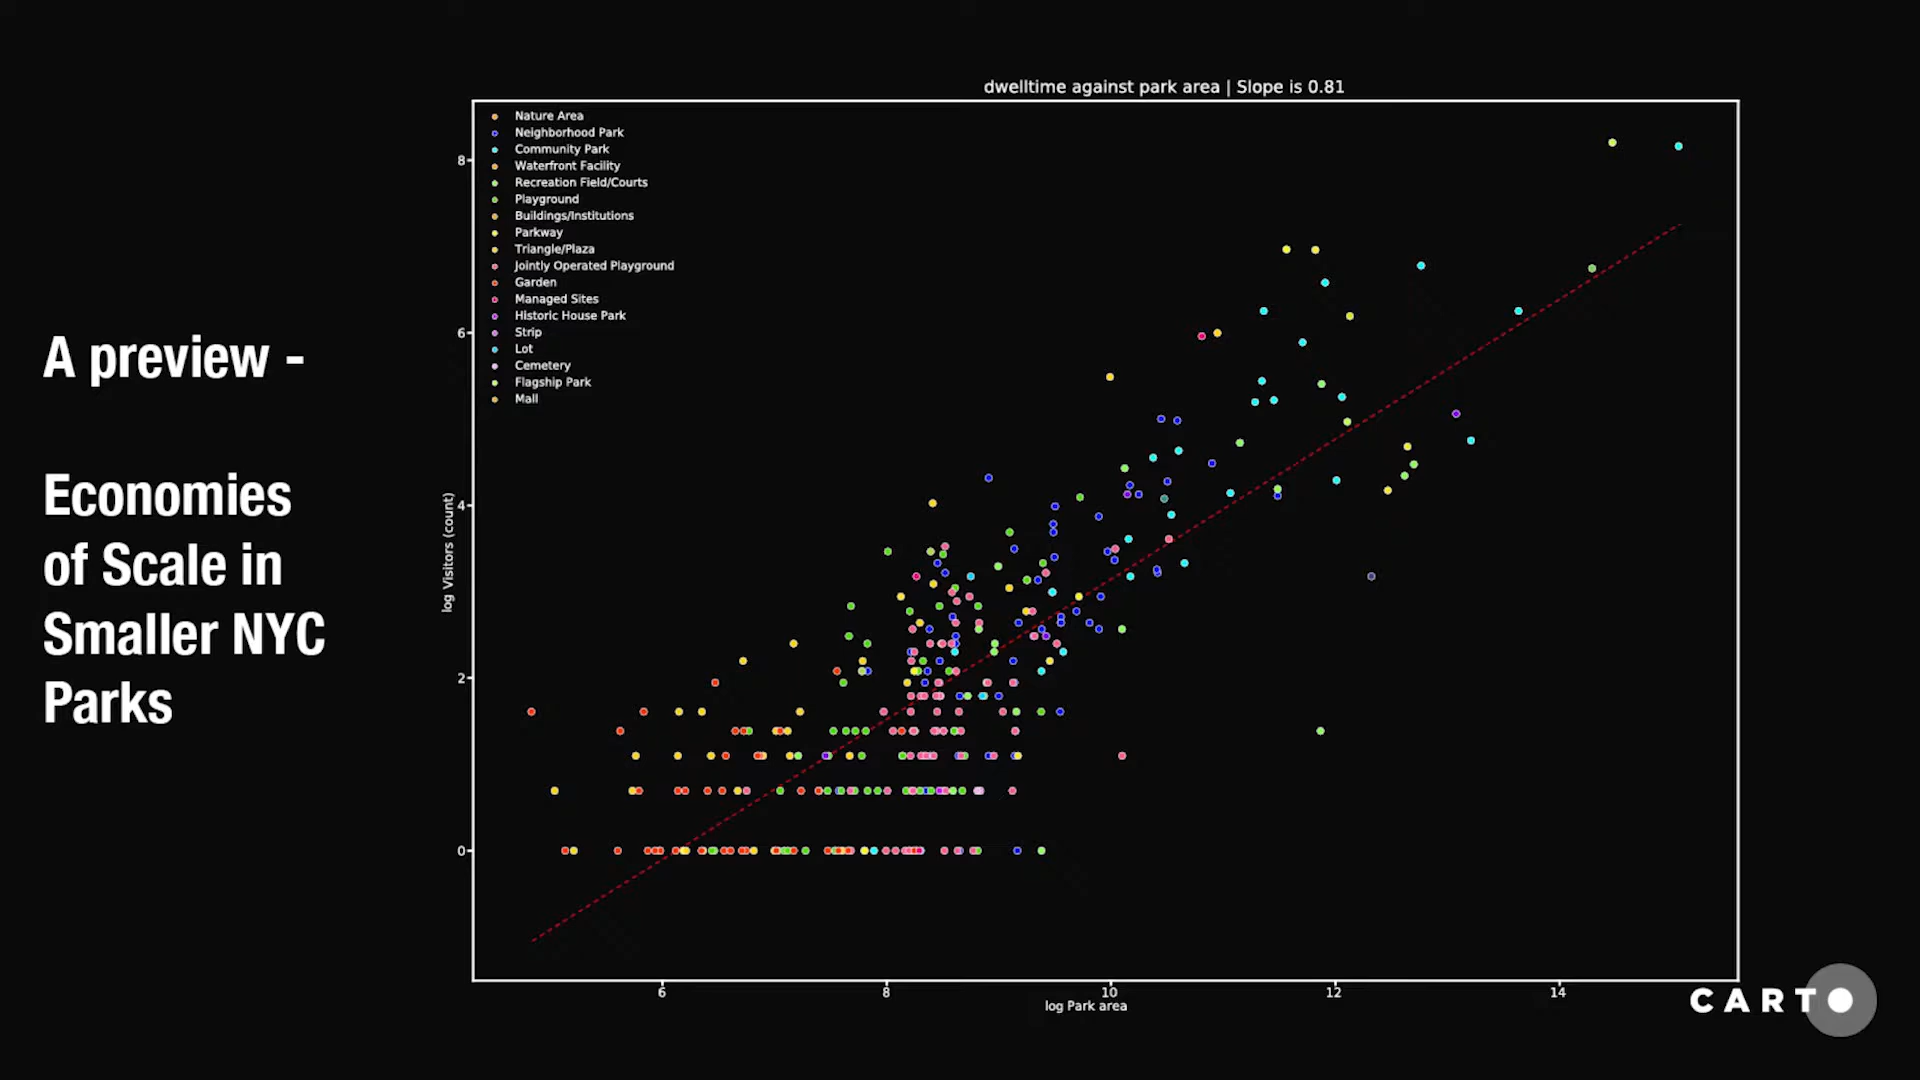 A preview -
Economies
of Scale in
Smaller NYC
Parks
dwelltime against park area | Slope is 0.81
Nature Area
Neighborhood Park
Community Park
Waterfront Facility
Recreation Field/Courts
Playground
Buildings/Institutions
Parkway
Triangle/Plaza
Jointly Operated Playground
Garden
Managed Sites
Historic House Park
Strip
Lot
Cemetery
Flagship Park
Mall
log Visitors (count)
8
6
4
2
0
6 8 10 12 14
log Park area
CARTO